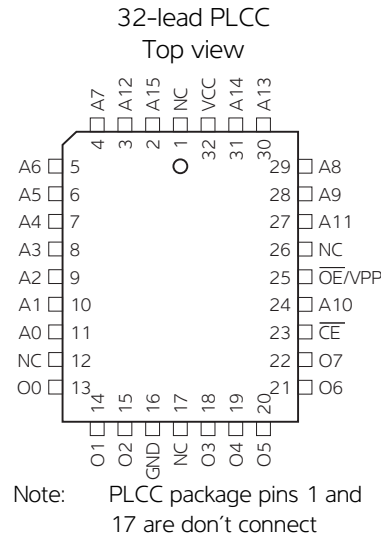 32-lead PLCC
Top view
A7 A12 A15 NC VCC A14 A13
4 3 2 1 32 31 30
A6 5 29 A8
A5 6 28 A9
A4 7 27 A11
A3 8 26 NC
A2 9 25 OE/VPP
A1 10 24 A10
A0 11 23 CE
NC 12 22 O7
O0 13 21 O6
14 15 16 17 18 19 20
O1 O2 GND NC O3 O4 O5
Note: PLCC package pins 1 and
17 are don´t connect